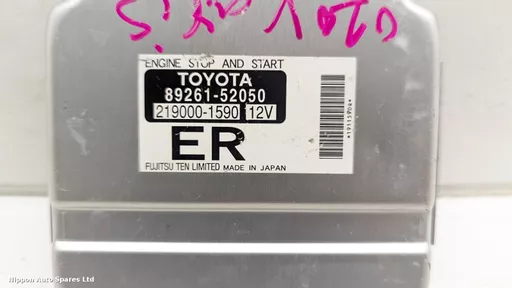 ENGINE STOP AND START
TOYOTA
89261-52050
219000-1590 12V
ER
FUJITSU TEN LIMITED MADE IN JAPAN
Nippon Auto Spares Ltd